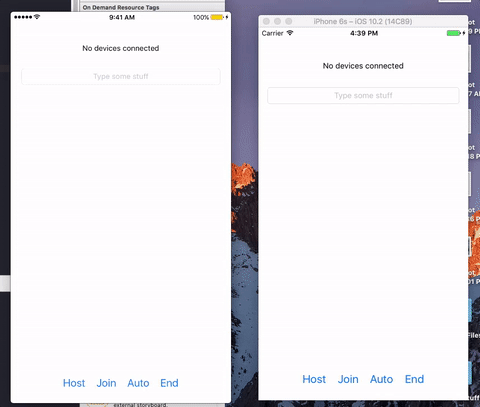 On Demand Resource Tags
9:41 AM
100%
No devices connected
Type some stuff
Host Join Auto End
external storyboard.
iPhone 6s – iOS 10.2 (14CB9)
Carrier
4:39 PM
No devices connected
Type some stuff
Host Join Auto End